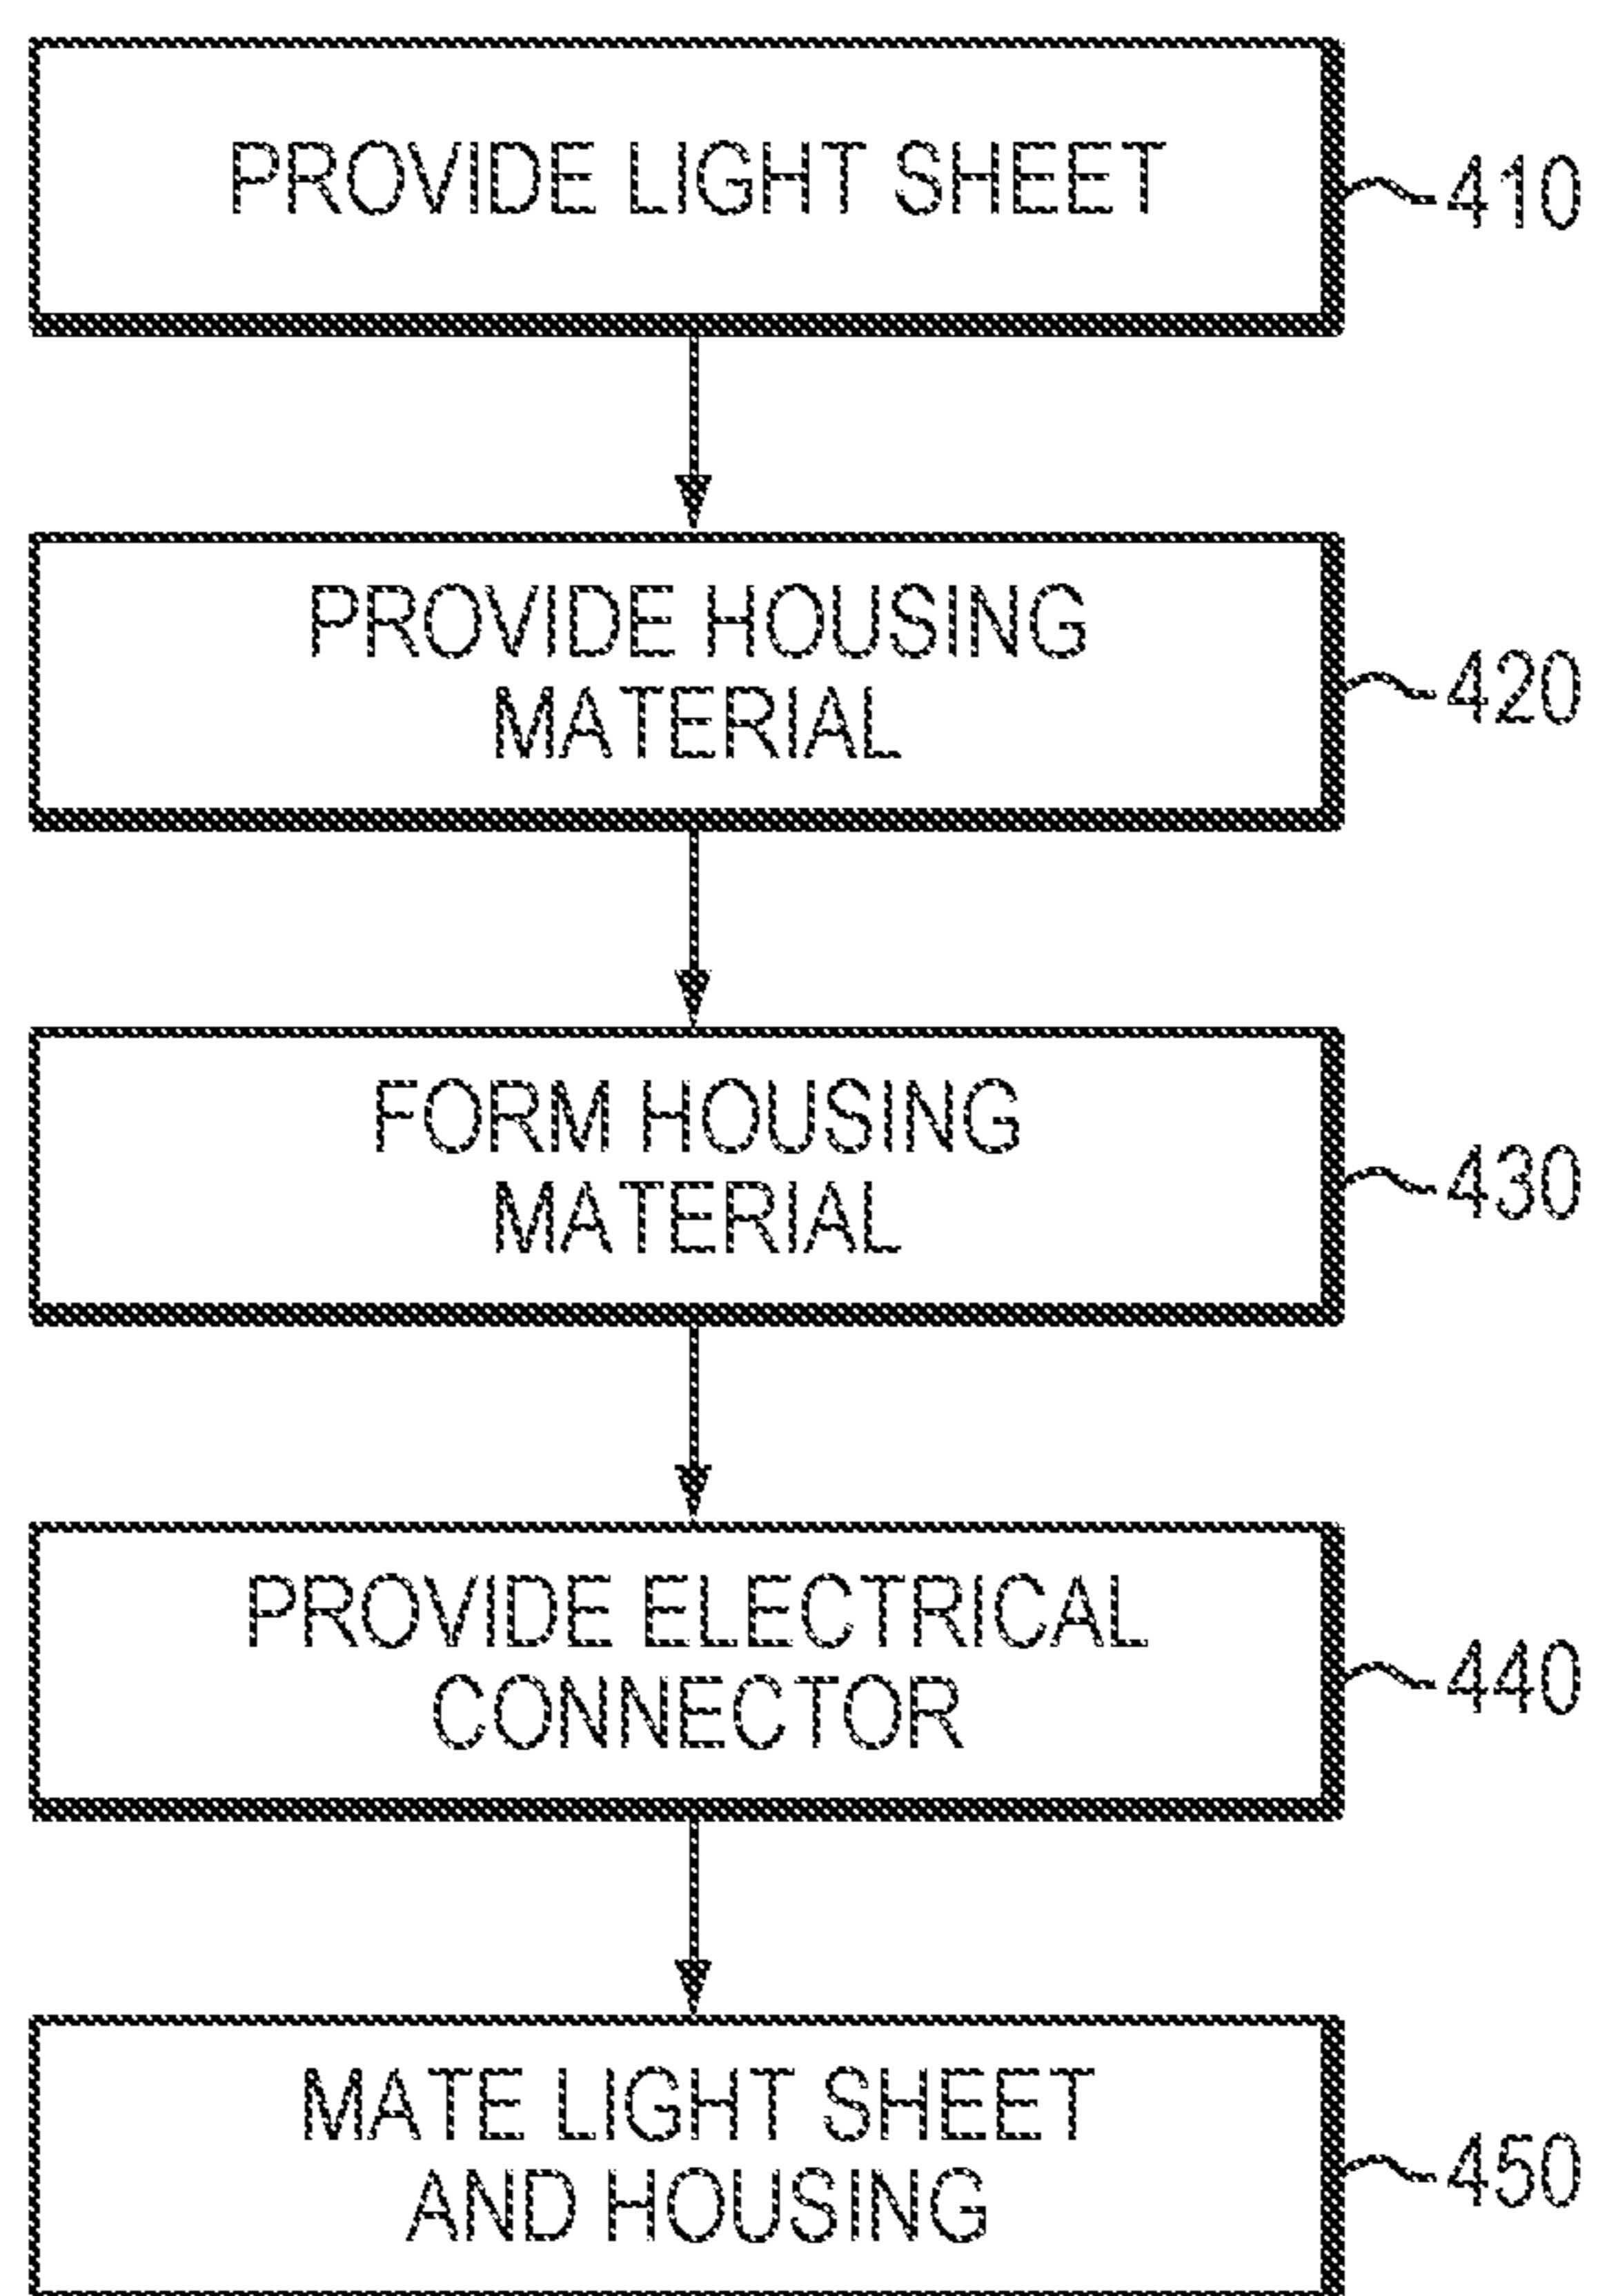 PROVIDE LIGHT SHEET
410
PROVIDE HOUSING
MATERIAL
420
FORM HOUSING
MATERIAL
430
PROVIDE ELECTRICAL
CONNECTOR
440
MATE LIGHT SHEET
AND HOUSING
450